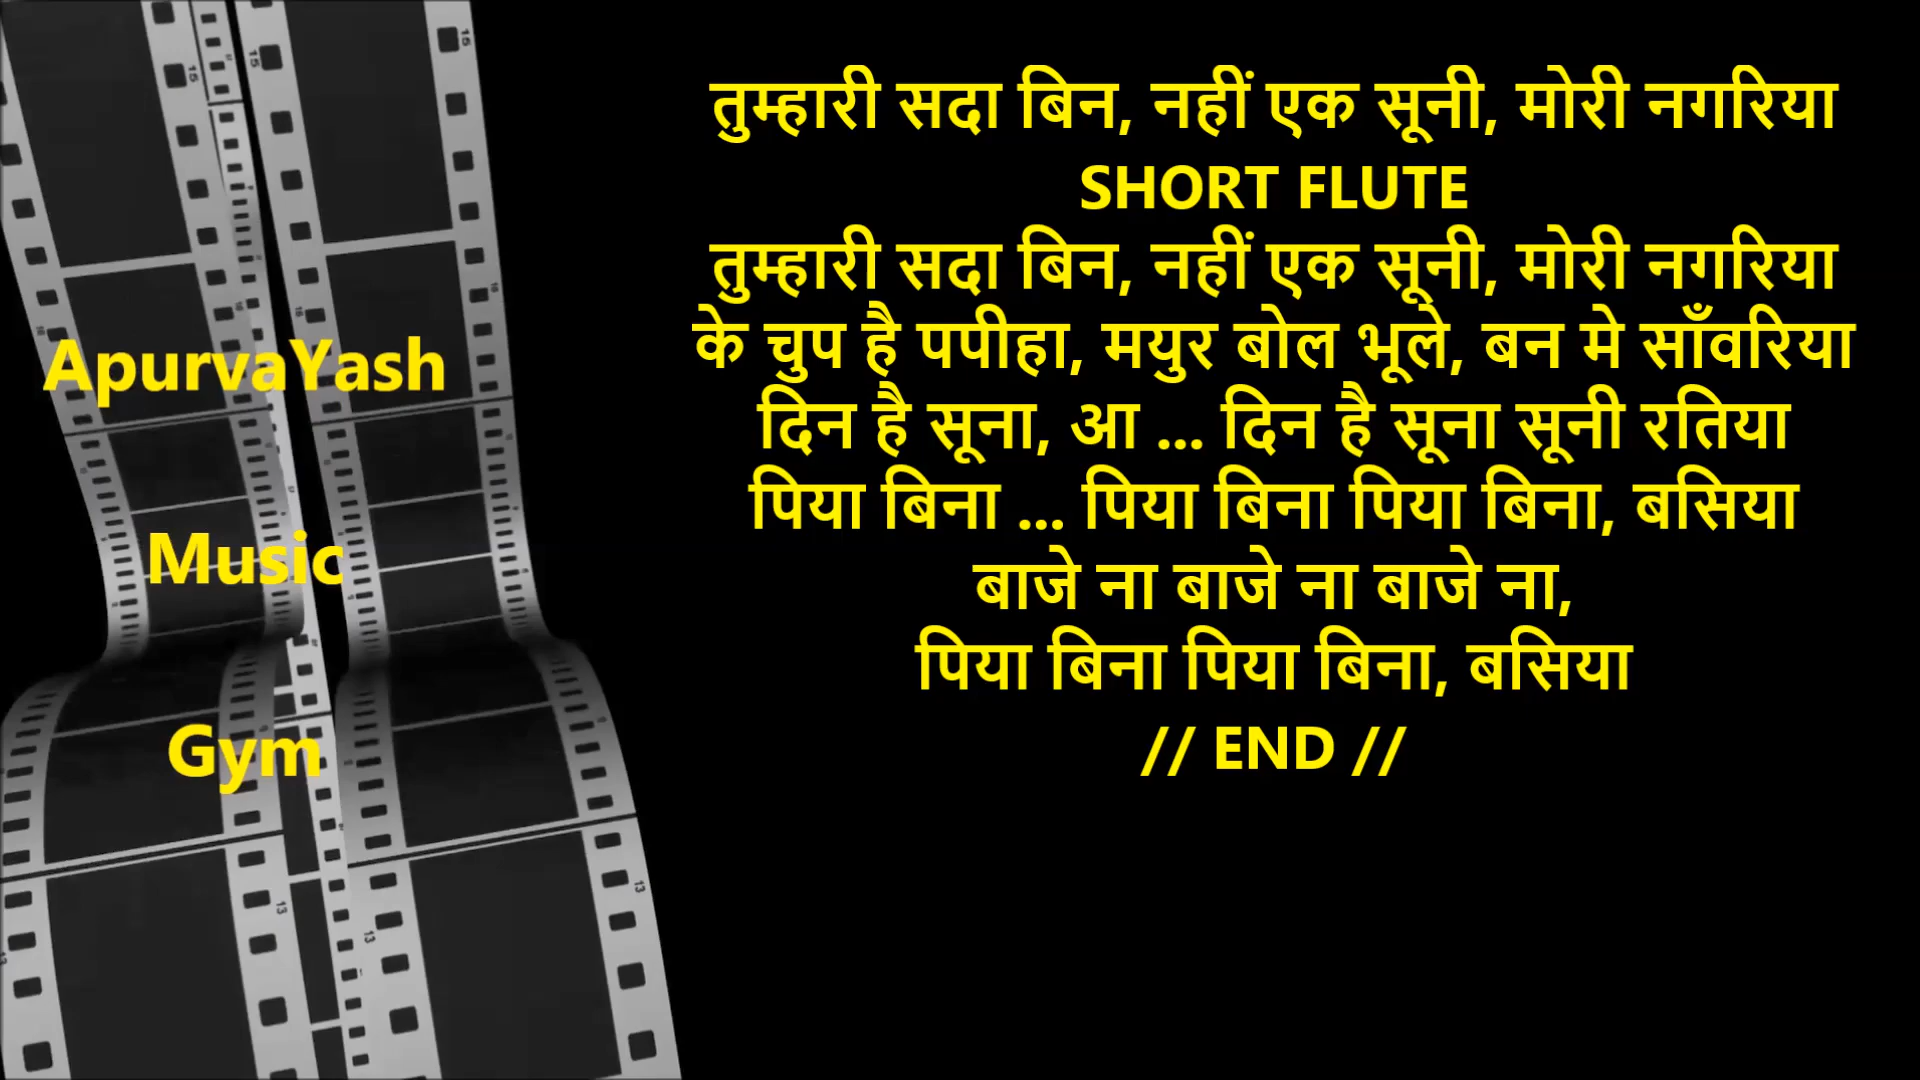 ApurvaYash
Music
Gym
तुम्हारी सदा बिन, नहीं एक सूनी, मोरी नगरिया
SHORT FLUTE
तुम्हारी सदा बिन, नहीं एक सूनी, मोरी नगरिया
के चुप है पपीहा, मयुर बोल भूले, बन मे साँवरिया
दिन है सूना, आ ... दिन है सूना सूनी रतिया
पिया बिना ... पिया बिना पिया बिना, बसिया
बाजे ना बाजे ना बाजे ना,
पिया बिना पिया बिना, बसिया
// END //